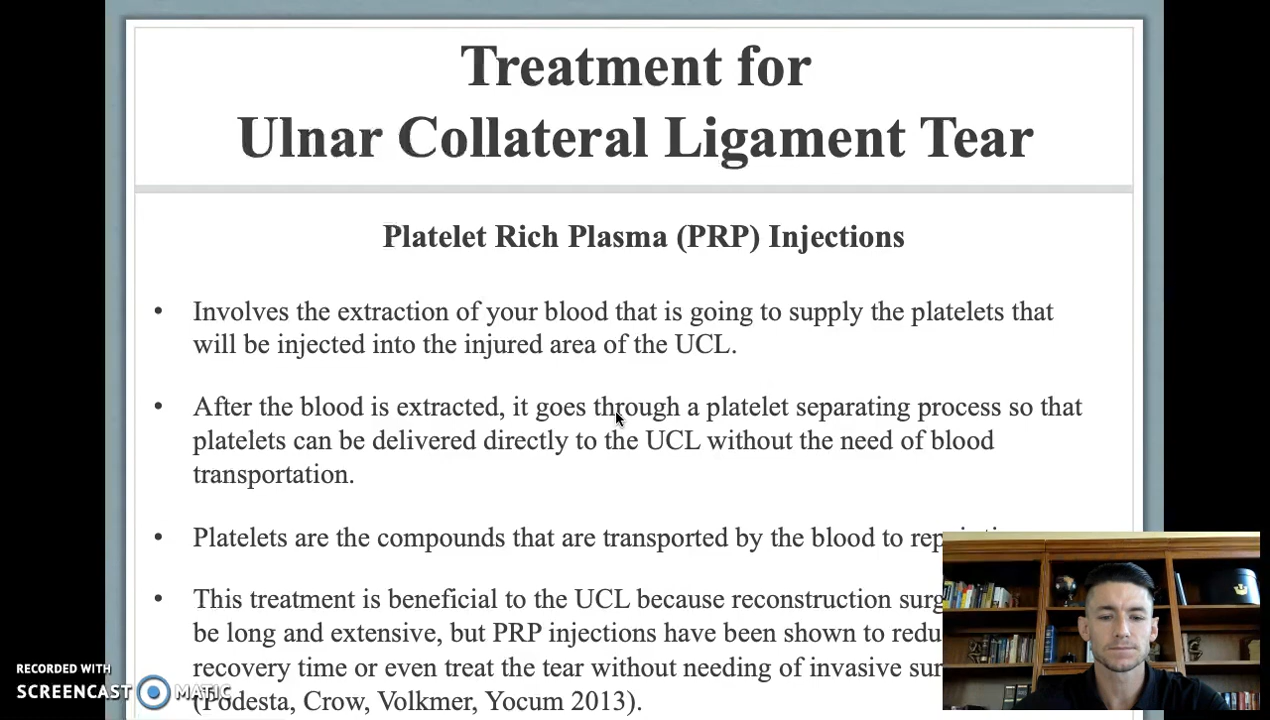 Treatment for
Ulnar Collateral Ligament Tear
Platelet Rich Plasma (PRP) Injections
• Involves the extraction of your blood that is going to supply the platelets that
will be injected into the injured area of the UCL.
• After the blood is extracted, it goes through a platelet separating process so that
platelets can be delivered directly to the UCL without the need of blood
transportation.
• Platelets are the compounds that are transported by the blood to
• This treatment is beneficial to the UCL because reconstruction
be long and extensive, but PRP injections have been shown to
recovery time or even treat the tear without needing of invasive
(Podesta, Crow, Volkmer, Yocum 2013).
RECORDED WITH
SCREENCAST MATIC